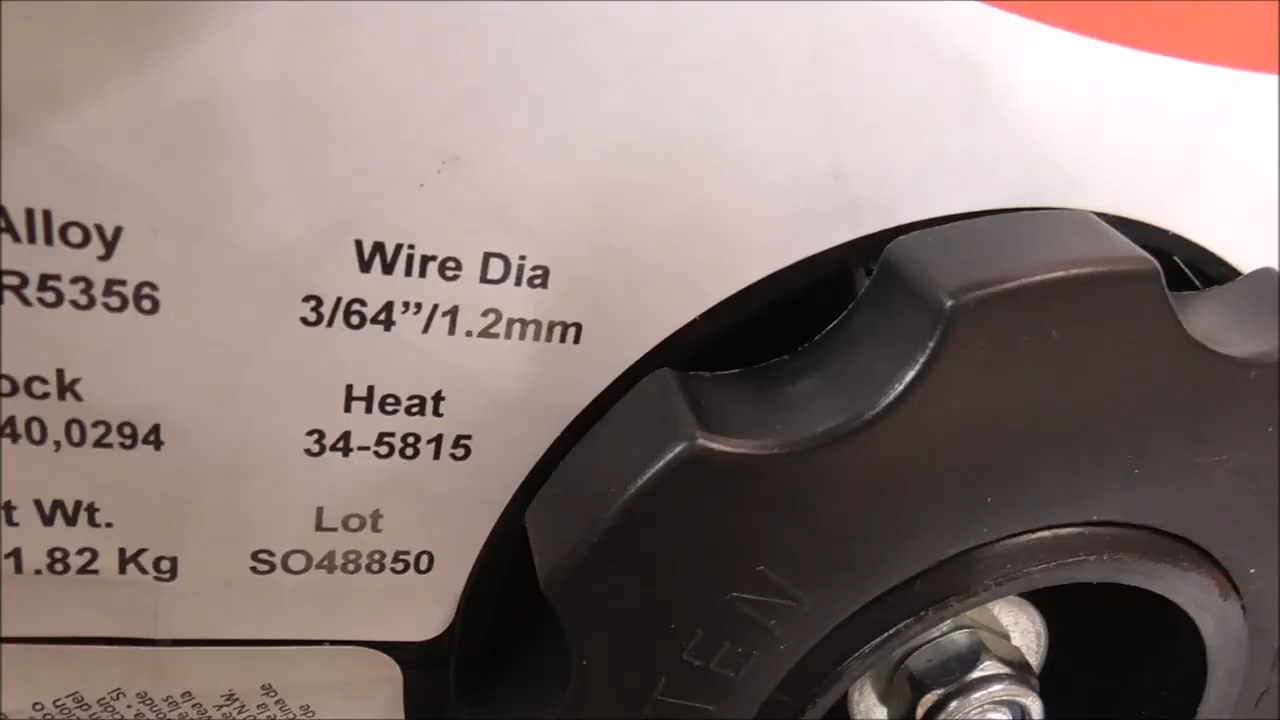 Alloy
R5356
Wire Dia
3/64”/1.2mm
ock
40,0294
Heat
34-5815
t Wt.
1.82 Kg
Lot
SO48850
TEN